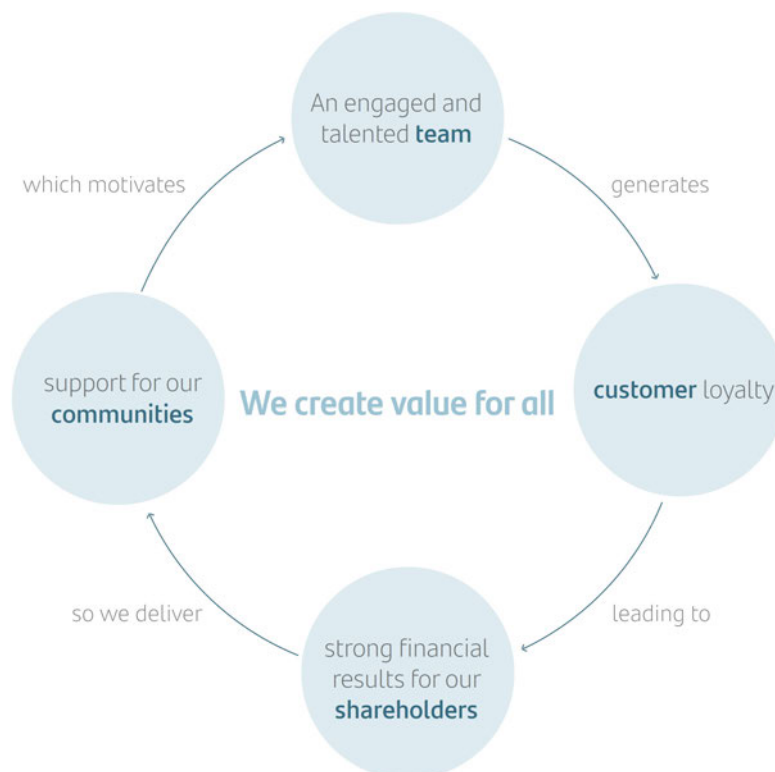 An engaged and
talented team
generates
customer loyalty
leading to
strong financial
results for our
shareholders
so we deliver
support for our
communities
which motivates
We create value for all